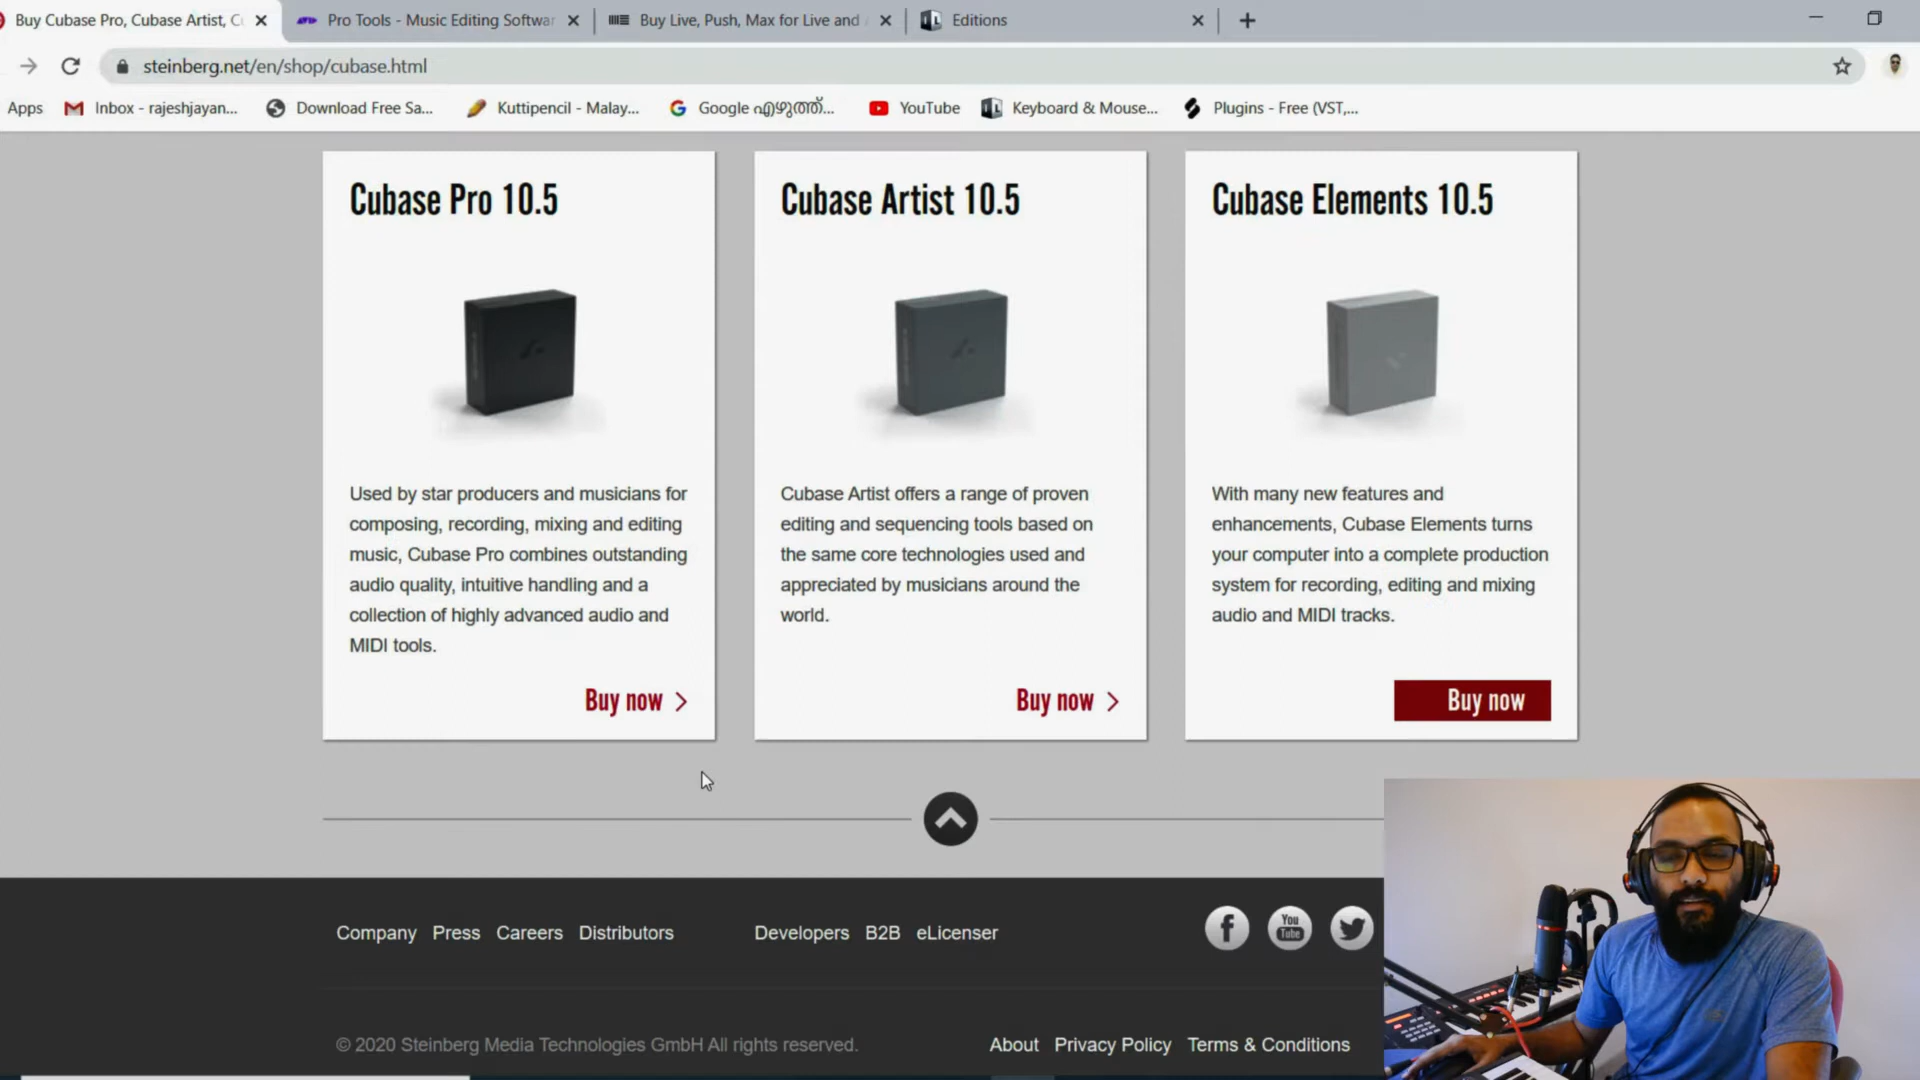 Buy Cubase Pro, Cubase Artist, C
Pro Tools - Music Editing Softwar
Buy Live, Push, Max for Live and
Editions
steinberg.net/en/shop/cubase.html
Apps
Inbox - rajeshjayan...
Download Free Sa...
Kuttipencil - Malay...
Google എഴുത്ത്...
YouTube
Keyboard & Mouse...
Plugins - Free (VST,...
Cubase Pro 10.5
Used by star producers and musicians for
composing, recording, mixing and editing
music, Cubase Pro combines outstanding
audio quality, intuitive handling and a
collection of highly advanced audio and
MIDI tools.
Buy now
Cubase Artist 10.5
Cubase Artist offers a range of proven
editing and sequencing tools based on
the same core technologies used and
appreciated by musicians around the
world.
Buy now
Cubase Elements 10.5
With many new features and
enhancements, Cubase Elements turns
your computer into a complete production
system for recording, editing and mixing
audio and MIDI tracks.
Buy now
Company Press Careers Distributors
Developers B2B eLicenser
You
Tube
© 2020 Steinberg Media Technologies GmbH All rights reserved.
About Privacy Policy Terms & Conditions